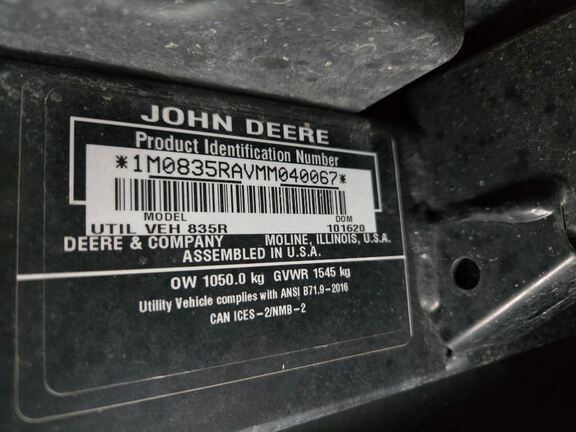 JOHN DEERE
Product Identification Number
*1M0835RAVMM040067*
MODEL DOM
UTIL VEH 835R 101620
DEERE & COMPANY MOLINE, ILLINOIS, U.S.A.
ASSEMBLED IN U.S.A.
OW 1050.0 kg GVWR 1545 kg
Utility Vehicle complies with ANSI B71.9-2016
CAN ICES-2/NMB-2